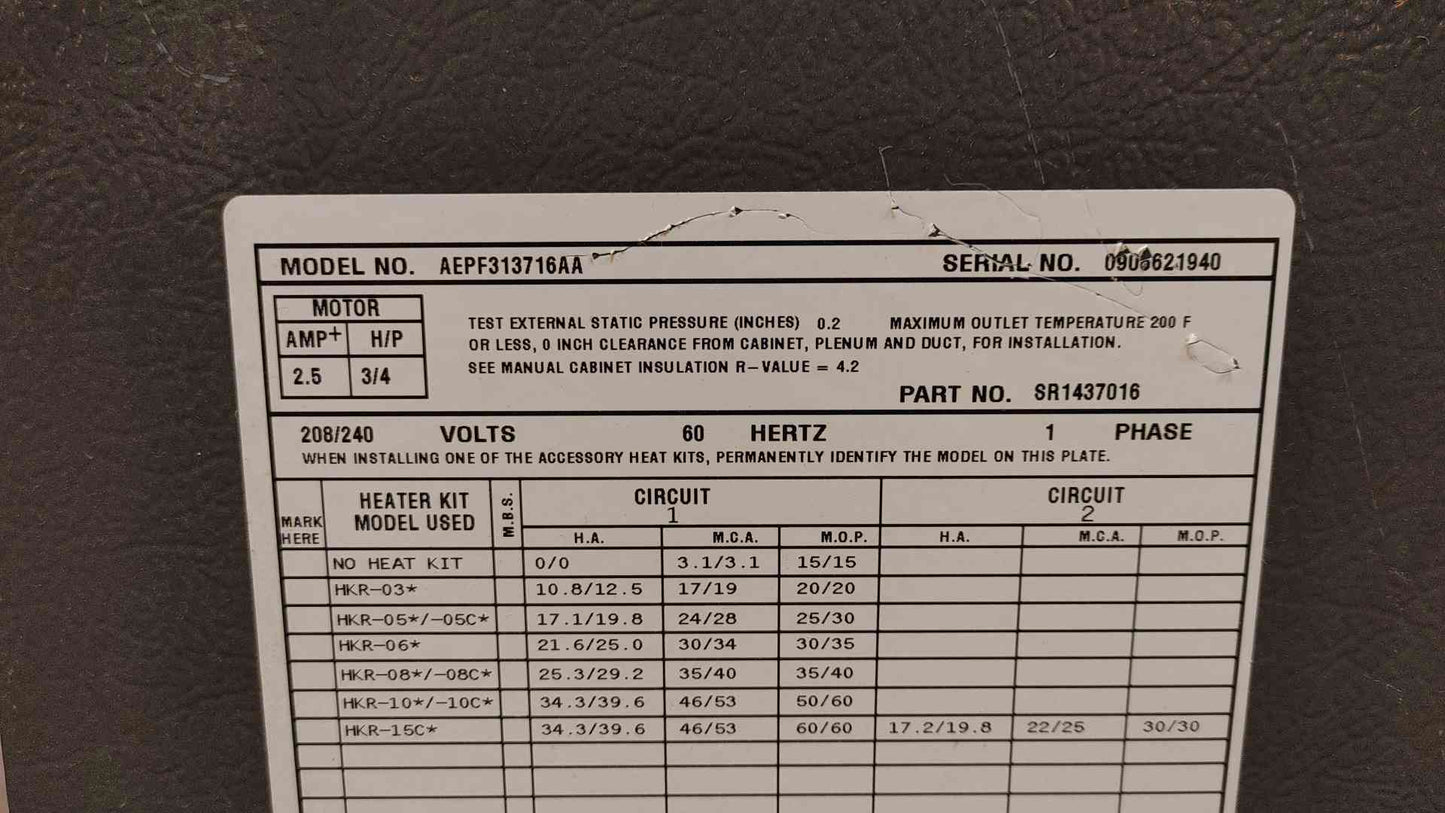 MODEL NO. AEPF313716AA SERIAL NO. 0906621940
MOTOR
AMP+ H/P
2.5 3/4
TEST EXTERNAL STATIC PRESSURE (INCHES) 0.2 MAXIMUM OUTLET TEMPERATURE 200 F
OR LESS, 0 INCH CLEARANCE FROM CABINET, PLENUM AND DUCT, FOR INSTALLATION.
SEE MANUAL CABINET INSULATION R-VALUE = 4.2
PART NO. SR1437016
208/240 VOLTS 60 HERTZ 1 PHASE
WHEN INSTALLING ONE OF THE ACCESSORY HEAT KITS, PERMANENTLY IDENTIFY THE MODEL ON THIS PLATE.
MARK HERE HEATER KIT MODEL USED M.B.S. CIRCUIT 1 CIRCUIT 2
H.A. M.C.A. M.O.P. H.A. M.C.A. M.O.P.
NO HEAT KIT 0/0 3.1/3.1 15/15
HKR-03* 10.8/12.5 17/19 20/20
HKR-05*/-05C* 17.1/19.8 24/28 25/30
HKR-06* 21.6/25.0 30/34 30/35
HKR-08*/-08C* 25.3/29.2 35/40 35/40
HKR-10*/-10C* 34.3/39.6 46/53 50/60
HKR-15C* 34.3/39.6 46/53 60/60 17.2/19.8 22/25 30/30